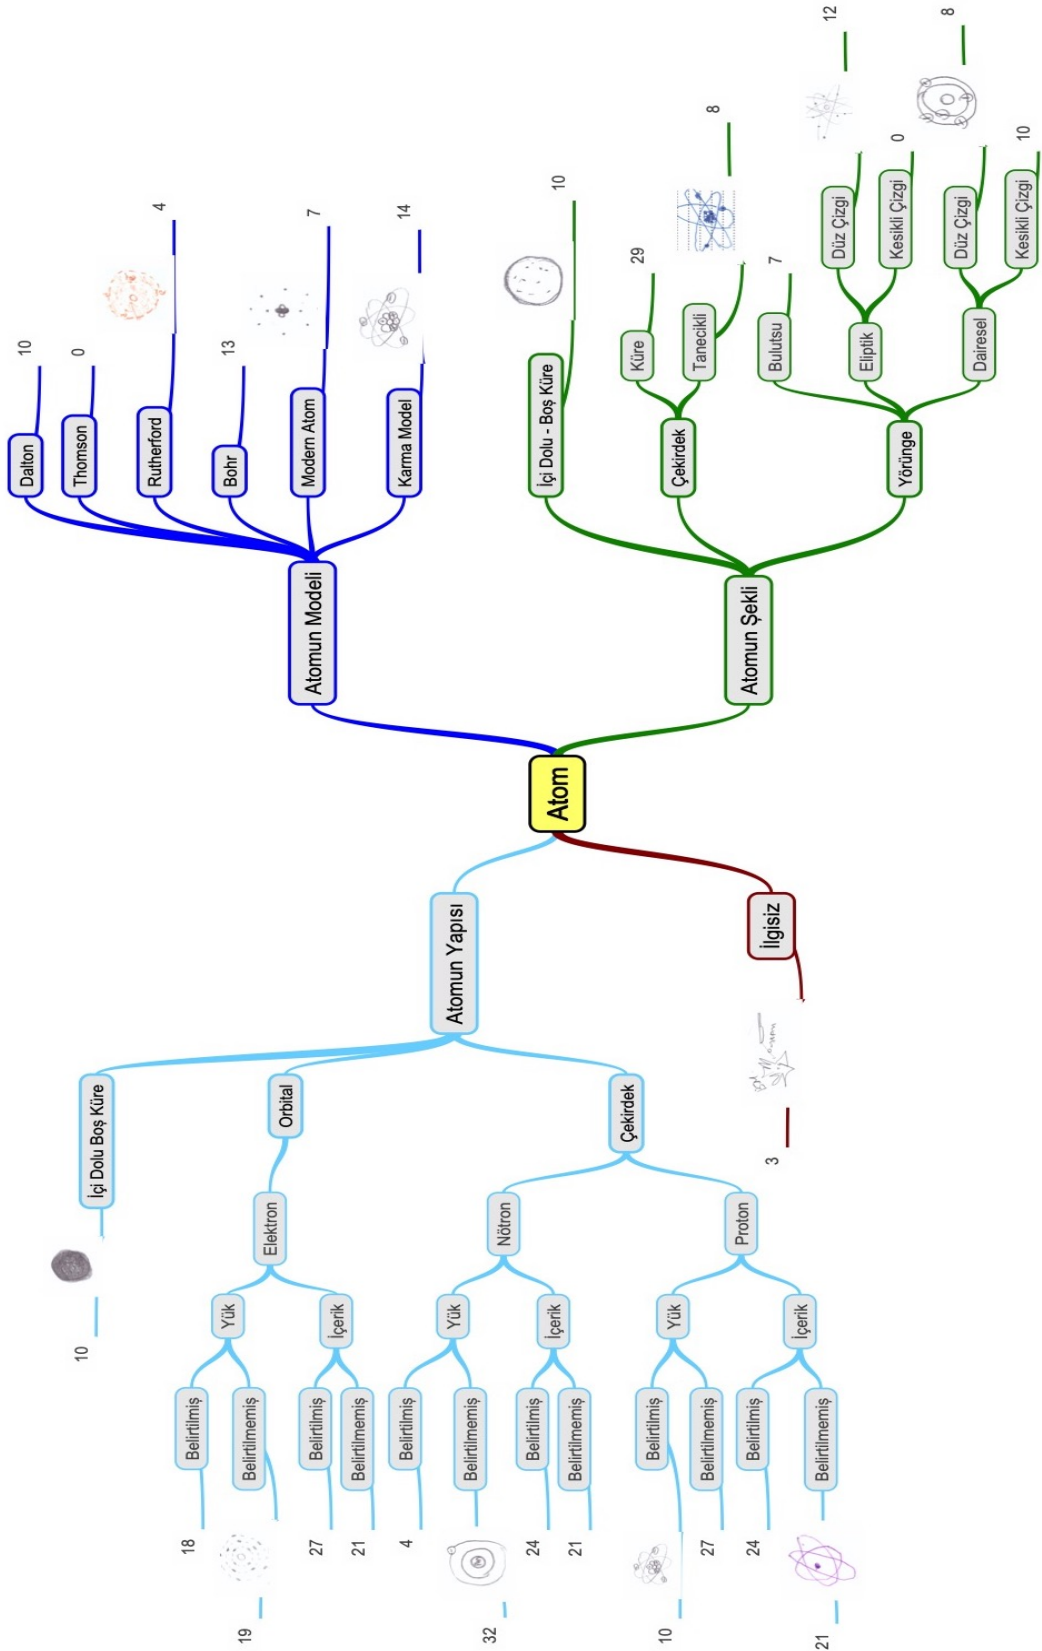 Atom
Atomun Modeli
Dalton
10
Thomson
0
Rutherford
4
Bohr
13
Modern Atom
7
Karma Model
14
Atomun Şekli
İçi Dolu - Boş Küre
10
Çekirdek
Küre
29
Tanecikli
8
Yörünge
Bulutsu
7
Eliptik
Düz Çizgi
12
Kesikli Çizgi
0
Dairesel
Düz Çizgi
8
Kesikli Çizgi
10
Atomun Yapısı
İçi Dolu Boş Küre
10
Orbital
Elektron
Yük
Belirtilmiş
18
Belirtilmemiş
19
İçerik
Belirtilmiş
27
Belirtilmemiş
21
Çekirdek
Nötron
Yük
Belirtilmiş
4
Belirtilmemiş
32
İçerik
Belirtilmiş
24
Belirtilmemiş
21
Proton
Yük
Belirtilmiş
10
Belirtilmemiş
27
İçerik
Belirtilmiş
24
Belirtilmemiş
21
İlgisiz
3